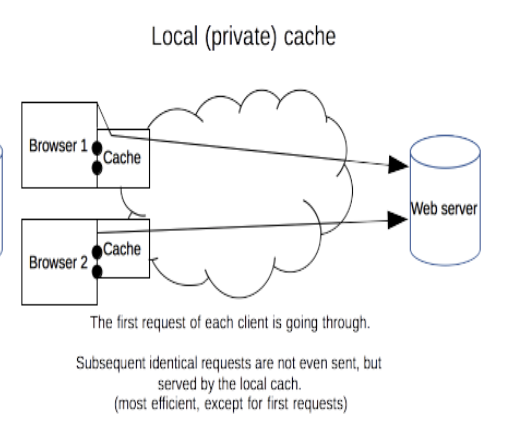 Local (private) cache
Browser 1
Cache
Web server
Cache
Browser 2
The first request of each client is going through.
Subsequent identical requests are not even sent, but
served by the local cach.
(most efficient, except for first requests)